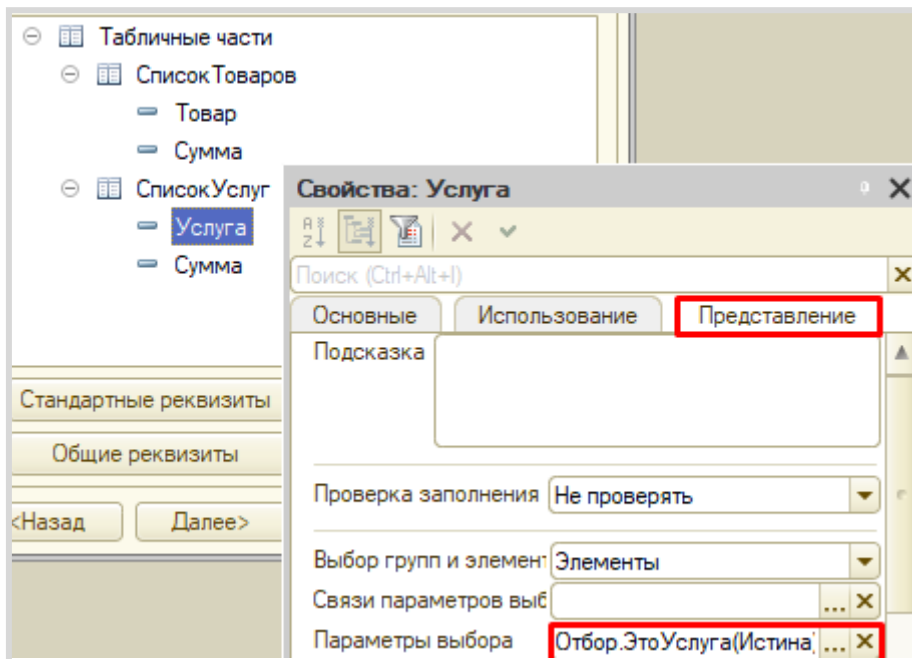 Табличные части
СписокТоваров
Товар
Сумма
СписокУслуг
Услуга
Сумма
Стандартные реквизиты
Общие реквизиты
<Назад
Далее>
Свойства: Услуга
Поиск (Ctrl+Alt+I)
Основные
Использование
Представление
Подсказка
Проверка заполнения
Не проверять
Выбор групп и элемент
Элементы
Связи параметров выб
...
Параметры выбора
Отбор.ЭтоУслуга(Истина)
...